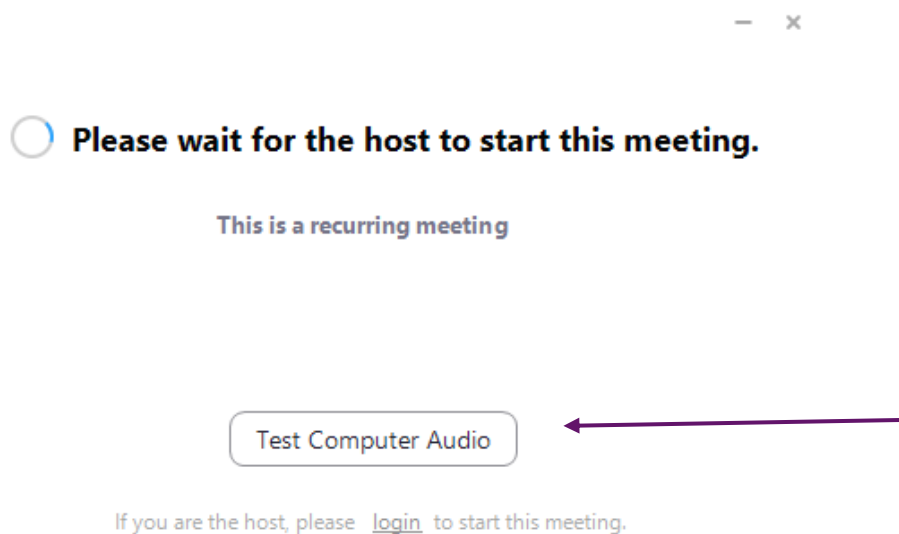 Please wait for the host to start this meeting.
This is a recurring meeting
Test Computer Audio
If you are the host, please login to start this meeting.